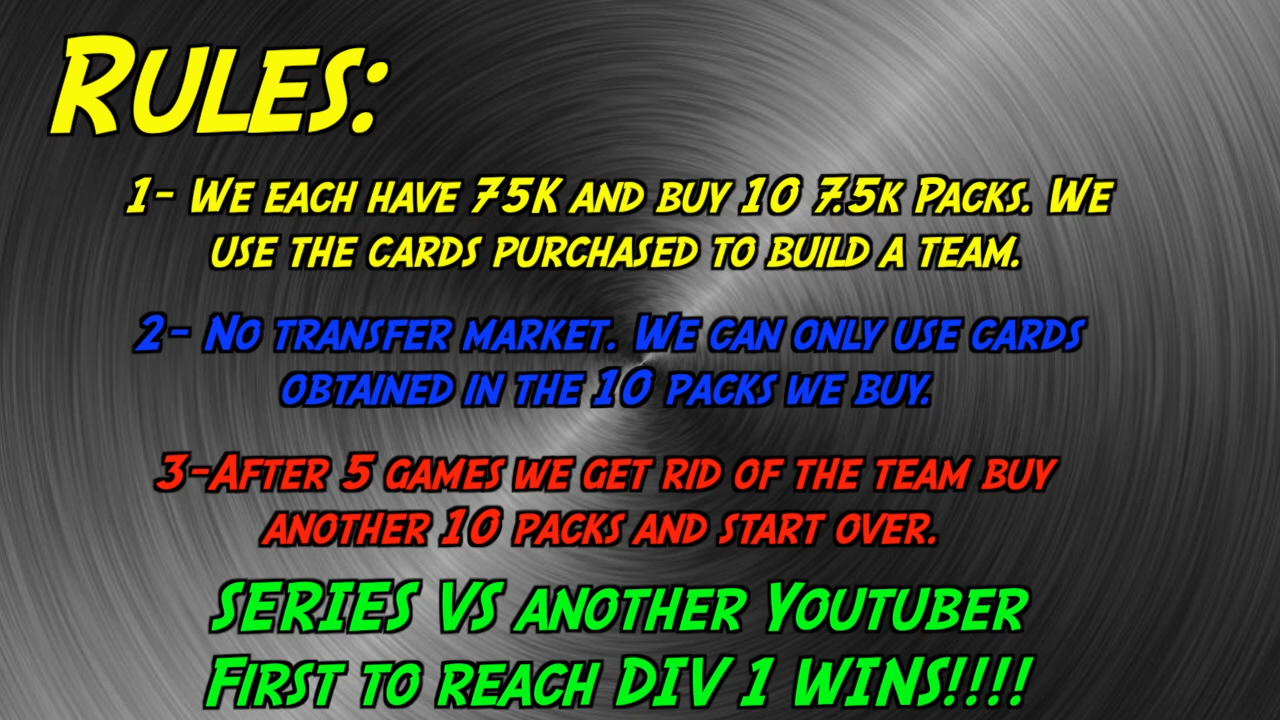 Rules:
1- We each have 75K and buy 10 7.5k Packs. We
use the cards purchased to build a team.
2- No transfer market. We can only use cards
obtained in the 10 packs we buy.
3-After 5 games we get rid of the team buy
another 10 packs and start over.
SERIES VS another Youtuber
First to reach DIV 1 WINS!!!!